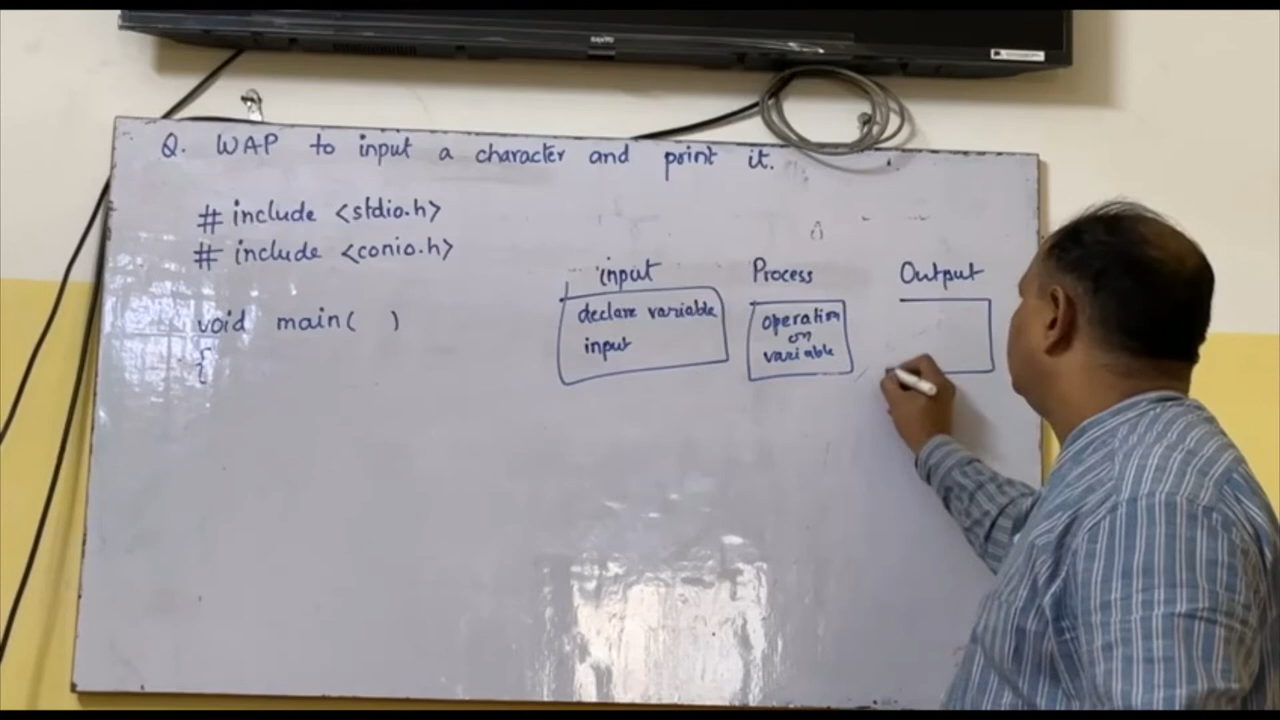 SANYO
Q. WAP to input a character and print it.
# include <stdio.h>
# include <conio.h>
void main( )
{
input
declare variable
input
Process
operation
on
variable
Output